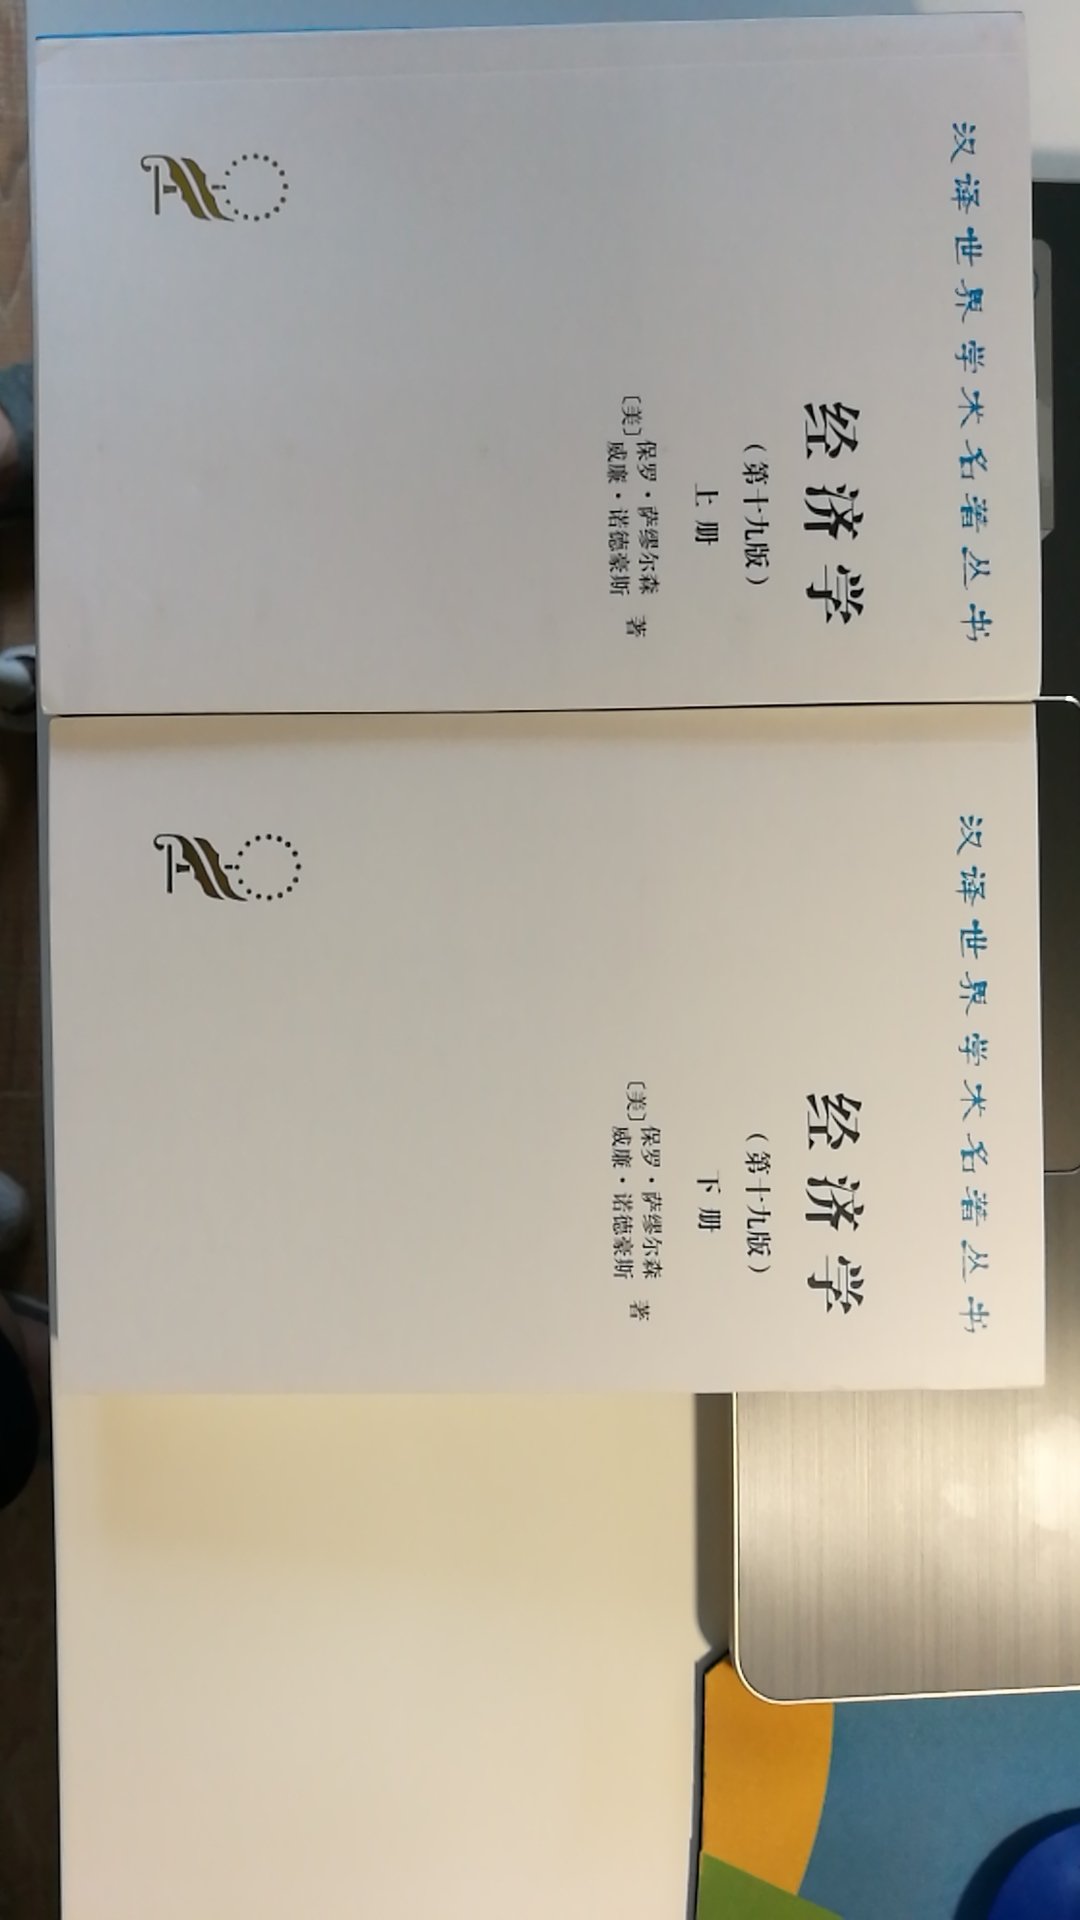 汉译世界学术名著丛书
经济学
（第十九版）
上册
〔美〕保罗·萨缪尔森
威廉·诺德豪斯 著
汉译世界学术名著丛书
经济学
（第十九版）
下册
〔美〕保罗·萨缪尔森
威廉·诺德豪斯 著